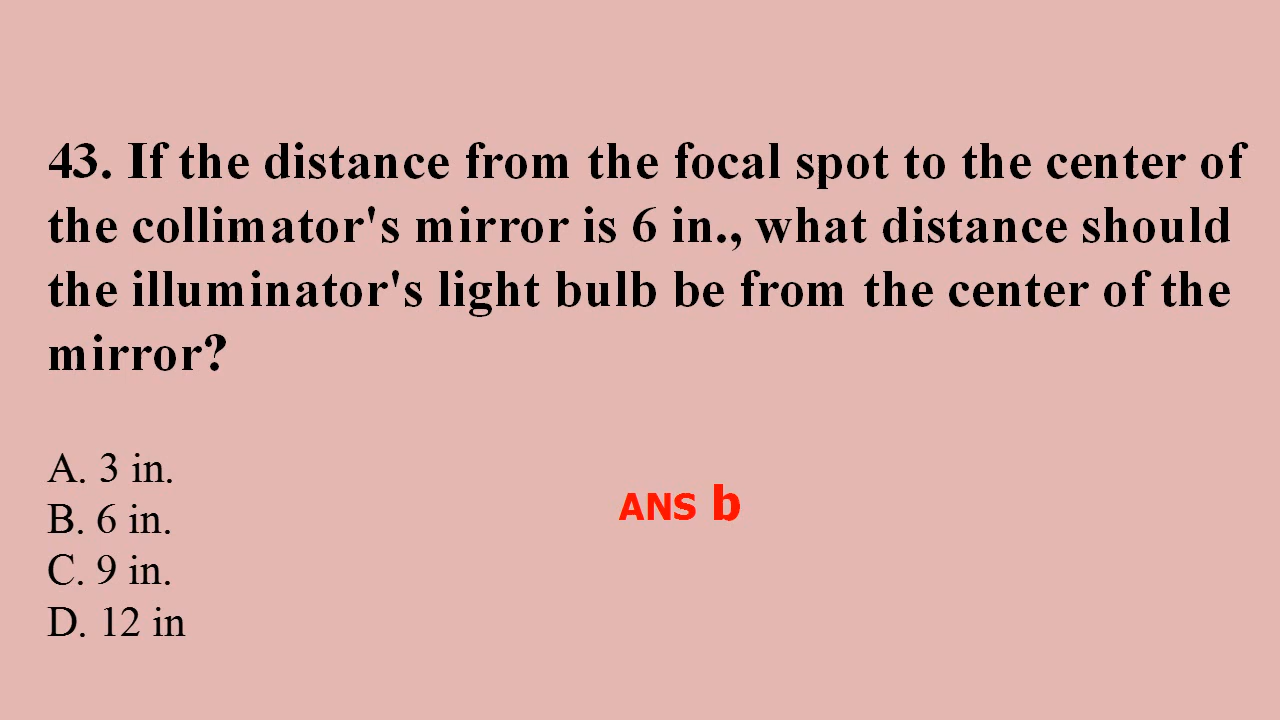 43. If the distance from the focal spot to the center of
the collimator's mirror is 6 in., what distance should
the illuminator's light bulb be from the center of the
mirror?
A. 3 in.
B. 6 in.
C. 9 in.
D. 12 in
ANS b